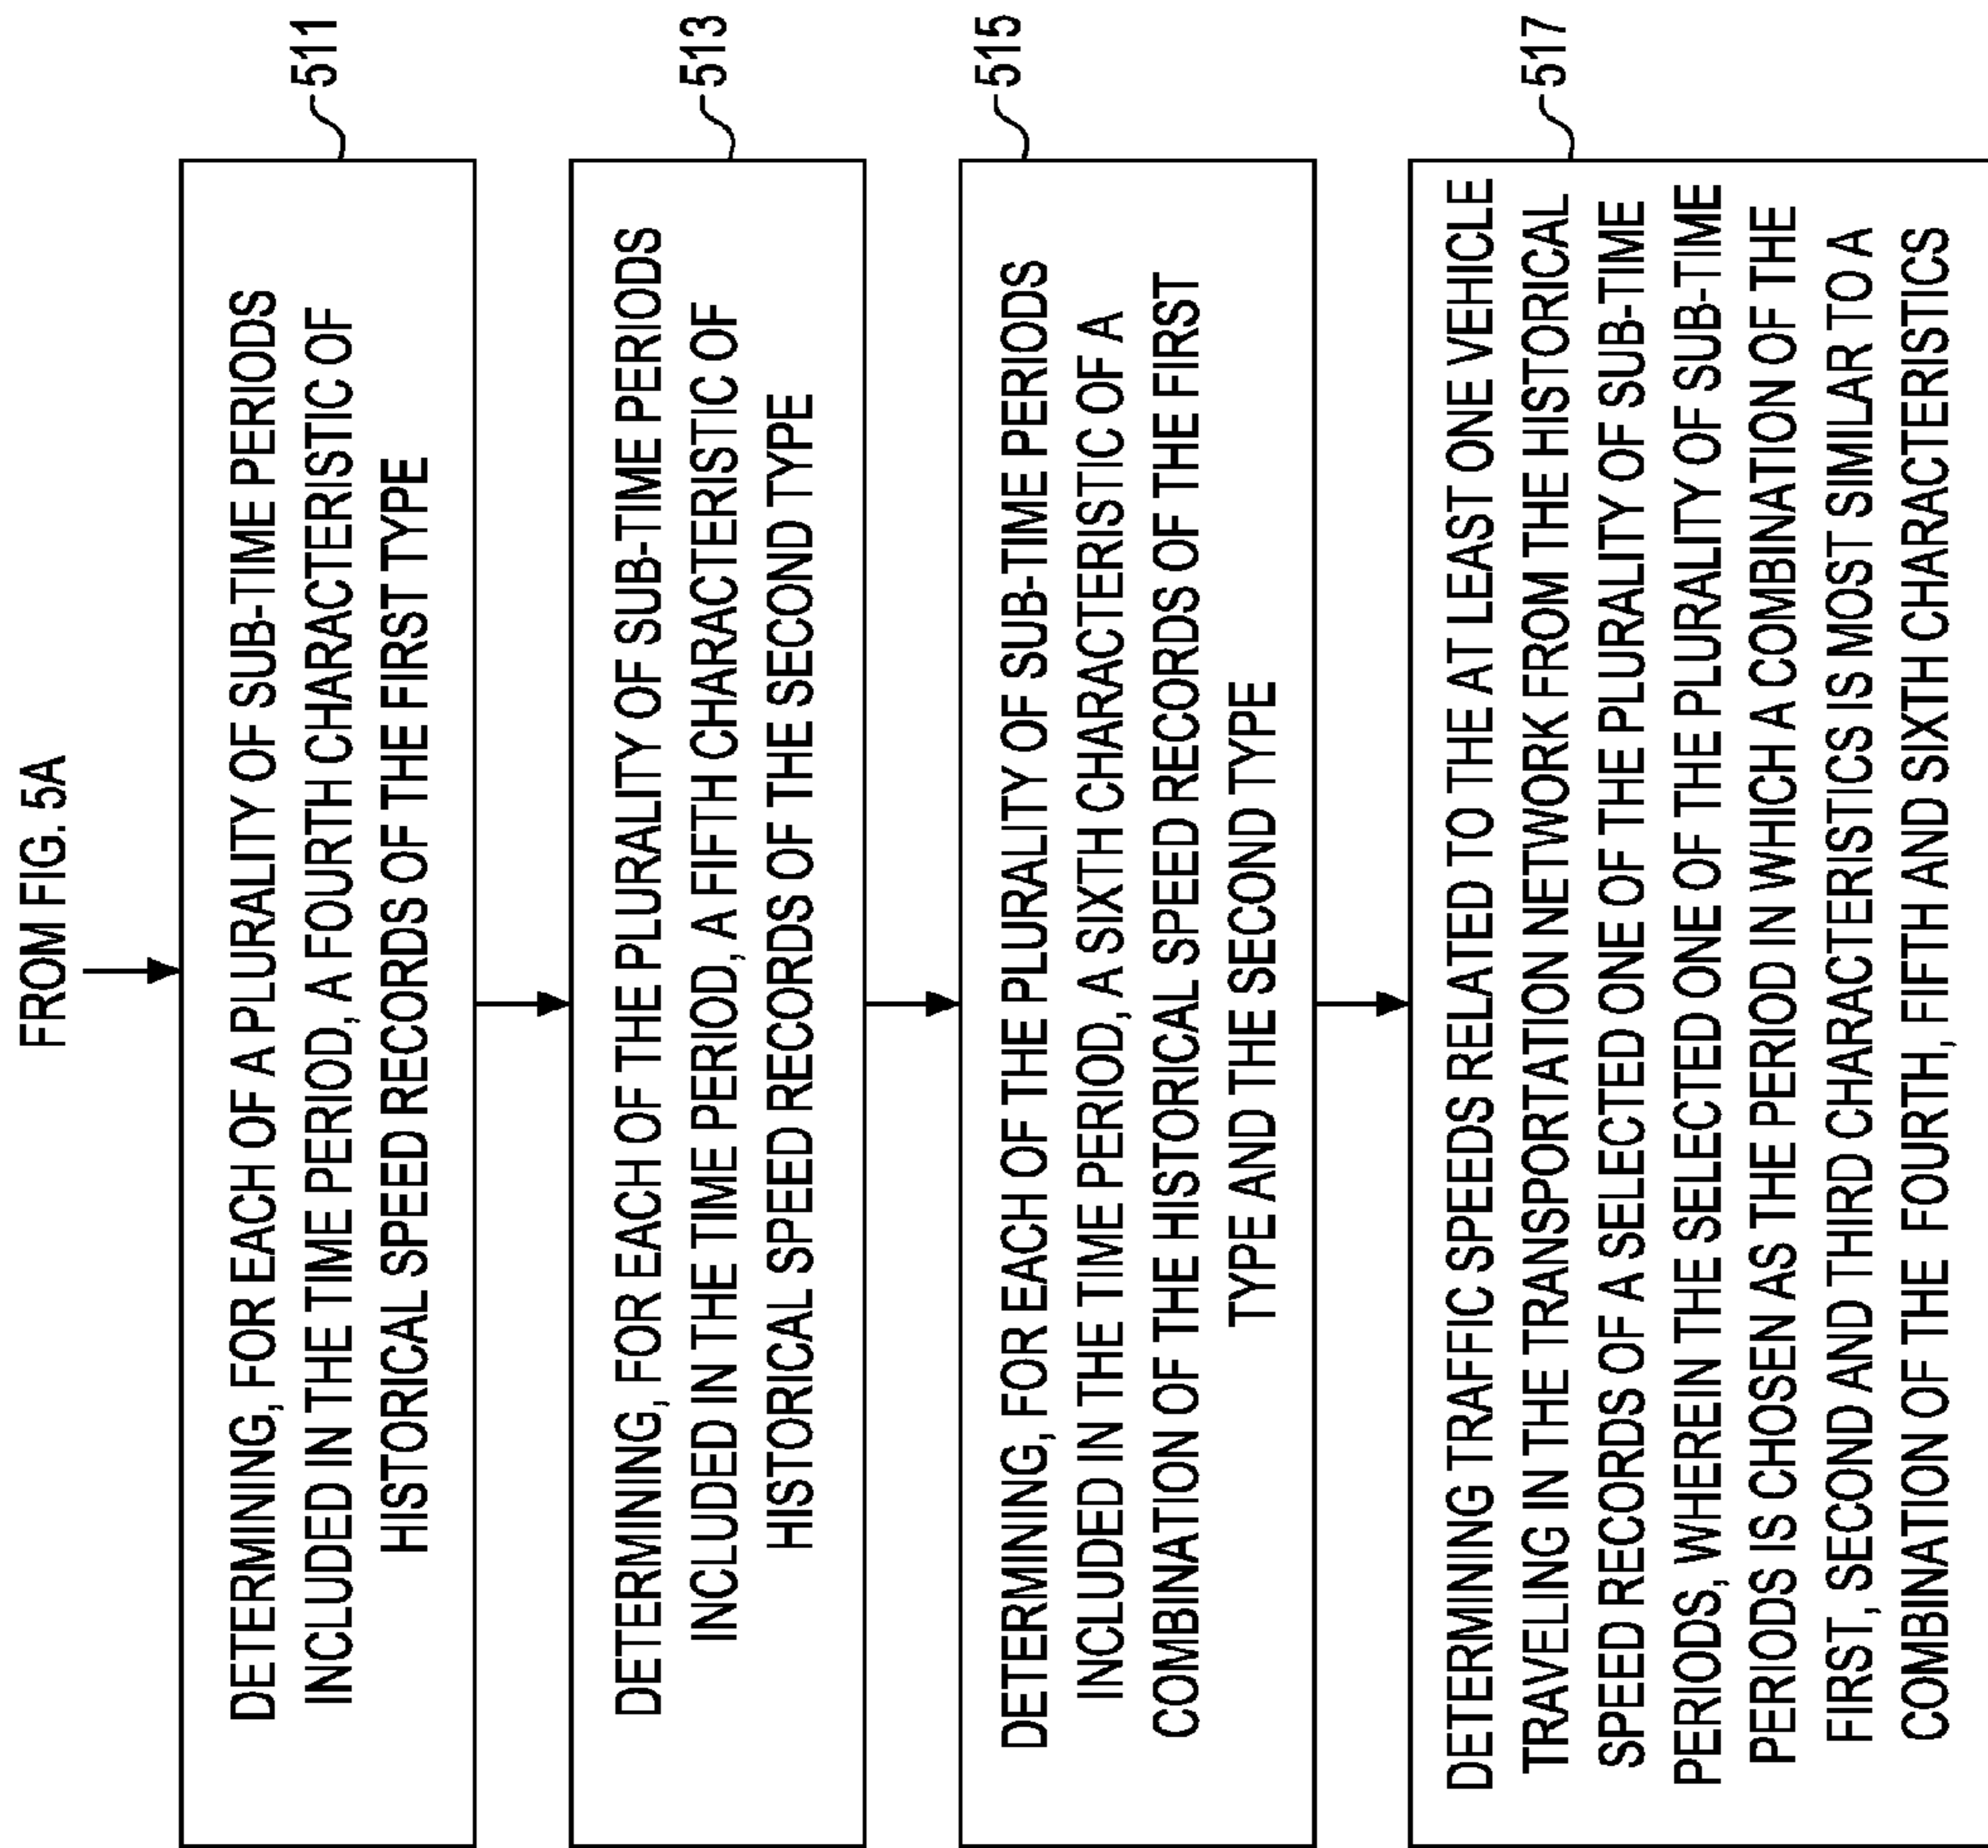 FROM FIG. 5A
DETERMINING, FOR EACH OF A PLURALITY OF SUB-TIME PERIODS
INCLUDED IN THE TIME PERIOD, A FOURTH CHARACTERISTIC OF
HISTORICAL SPEED RECORDS OF THE FIRST TYPE
511
DETERMINING, FOR EACH OF THE PLURALITY OF SUB-TIME PERIODS
INCLUDED IN THE TIME PERIOD, A FIFTH CHARACTERISTIC OF
HISTORICAL SPEED RECORDS OF THE SECOND TYPE
513
DETERMINING, FOR EACH OF THE PLURALITY OF SUB-TIME PERIODS
INCLUDED IN THE TIME PERIOD, A SIXTH CHARACTERISTIC OF A
COMBINATION OF THE HISTORICAL SPEED RECORDS OF THE FIRST
TYPE AND THE SECOND TYPE
515
DETERMINING TRAFFIC SPEEDS RELATED TO THE AT LEAST ONE VEHICLE
TRAVELING IN THE TRANSPORTATION NETWORK FROM THE HISTORICAL
SPEED RECORDS OF A SELECTED ONE OF THE PLURALITY OF SUB-TIME
PERIODS, WHEREIN THE SELECTED ONE OF THE PLURALITY OF SUB-TIME
PERIODS IS CHOSEN AS THE PERIOD IN WHICH A COMBINATION OF THE
FIRST, SECOND AND THIRD CHARACTERISTICS IS MOST SIMILAR TO A
COMBINATION OF THE FOURTH, FIFTH AND SIXTH CHARACTERISTICS
517